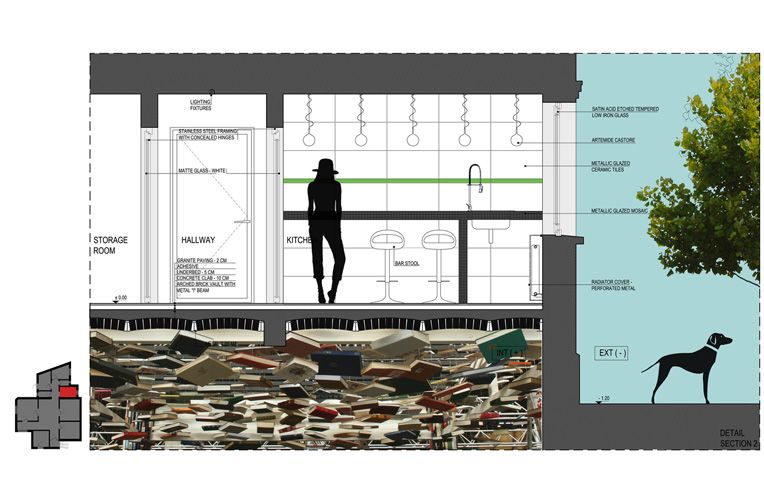 LIGHTING
FIXTURES
STAINLESS STEEL FRAMING
WITH CONCEALED HINGES
MATTE GLASS - WHITE
STORAGE
ROOM
HALLWAY
KITCHE
GRANITE PAVING - 2 CM
ADHESIVE
UNDERBED - 5 CM
CONCRETE CLAB - 10 CM
ARCHED BRICK VAULT WITH
METAL "I" BEAM
BAR STOOL
SATIN ACID ETCHED TEMPERED
LOW IRON GLASS
ARTEMIDE CASTORE
METALLIC GLAZED
CERAMIC TILES
METALLIC GLAZED MOSAIC
RADIATOR COVER -
PERFORATED METAL
± 0.00
INT ( + )
EXT ( - )
- 1.20
DETAIL
SECTION 2